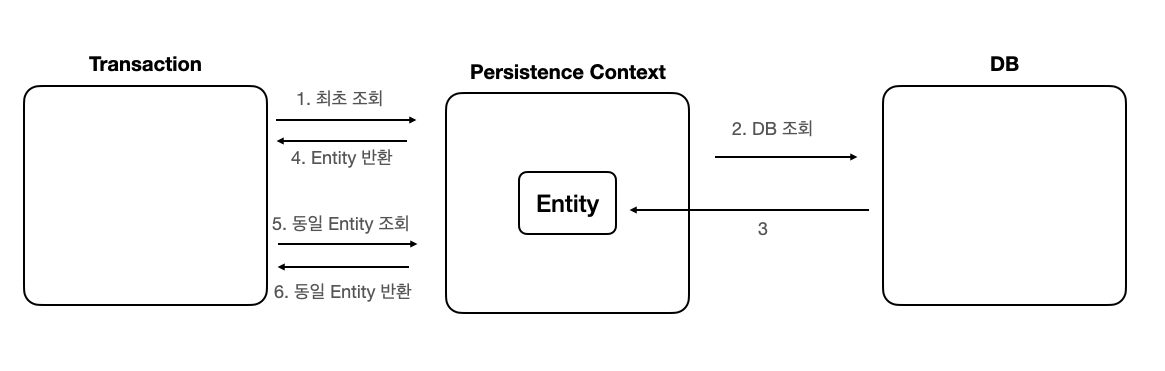 Transaction
Persistence Context
DB
1. 최초 조회
4. Entity 반환
2. DB 조회
Entity
3
5. 동일 Entity 조회
6. 동일 Entity 반환